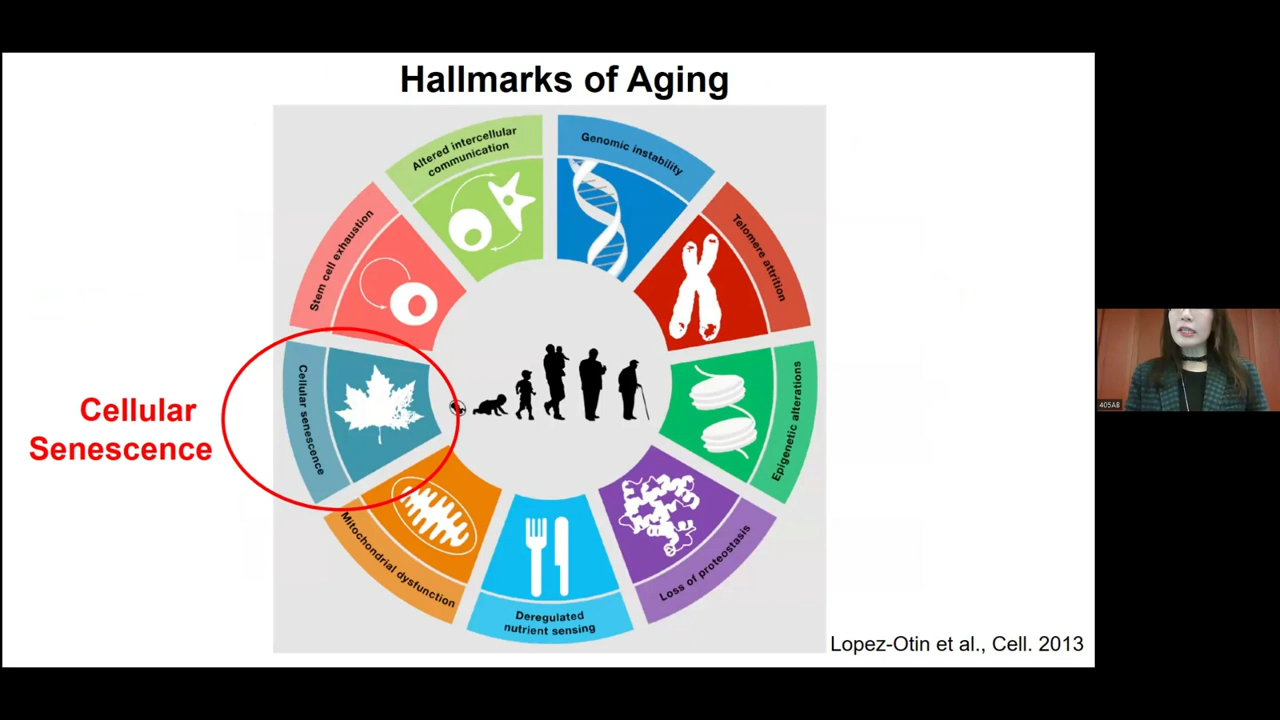 Hallmarks of Aging
Altered intercellular
communication
Genomic instability
Telomere attrition
Epigenetic alterations
Loss of proteostasis
Deregulated
nutrient sensing
Mitochondrial dysfunction
Cellular senescence
Stem cell exhaustion
Cellular
Senescence
Lopez-Otin et al., Cell. 2013
405AB